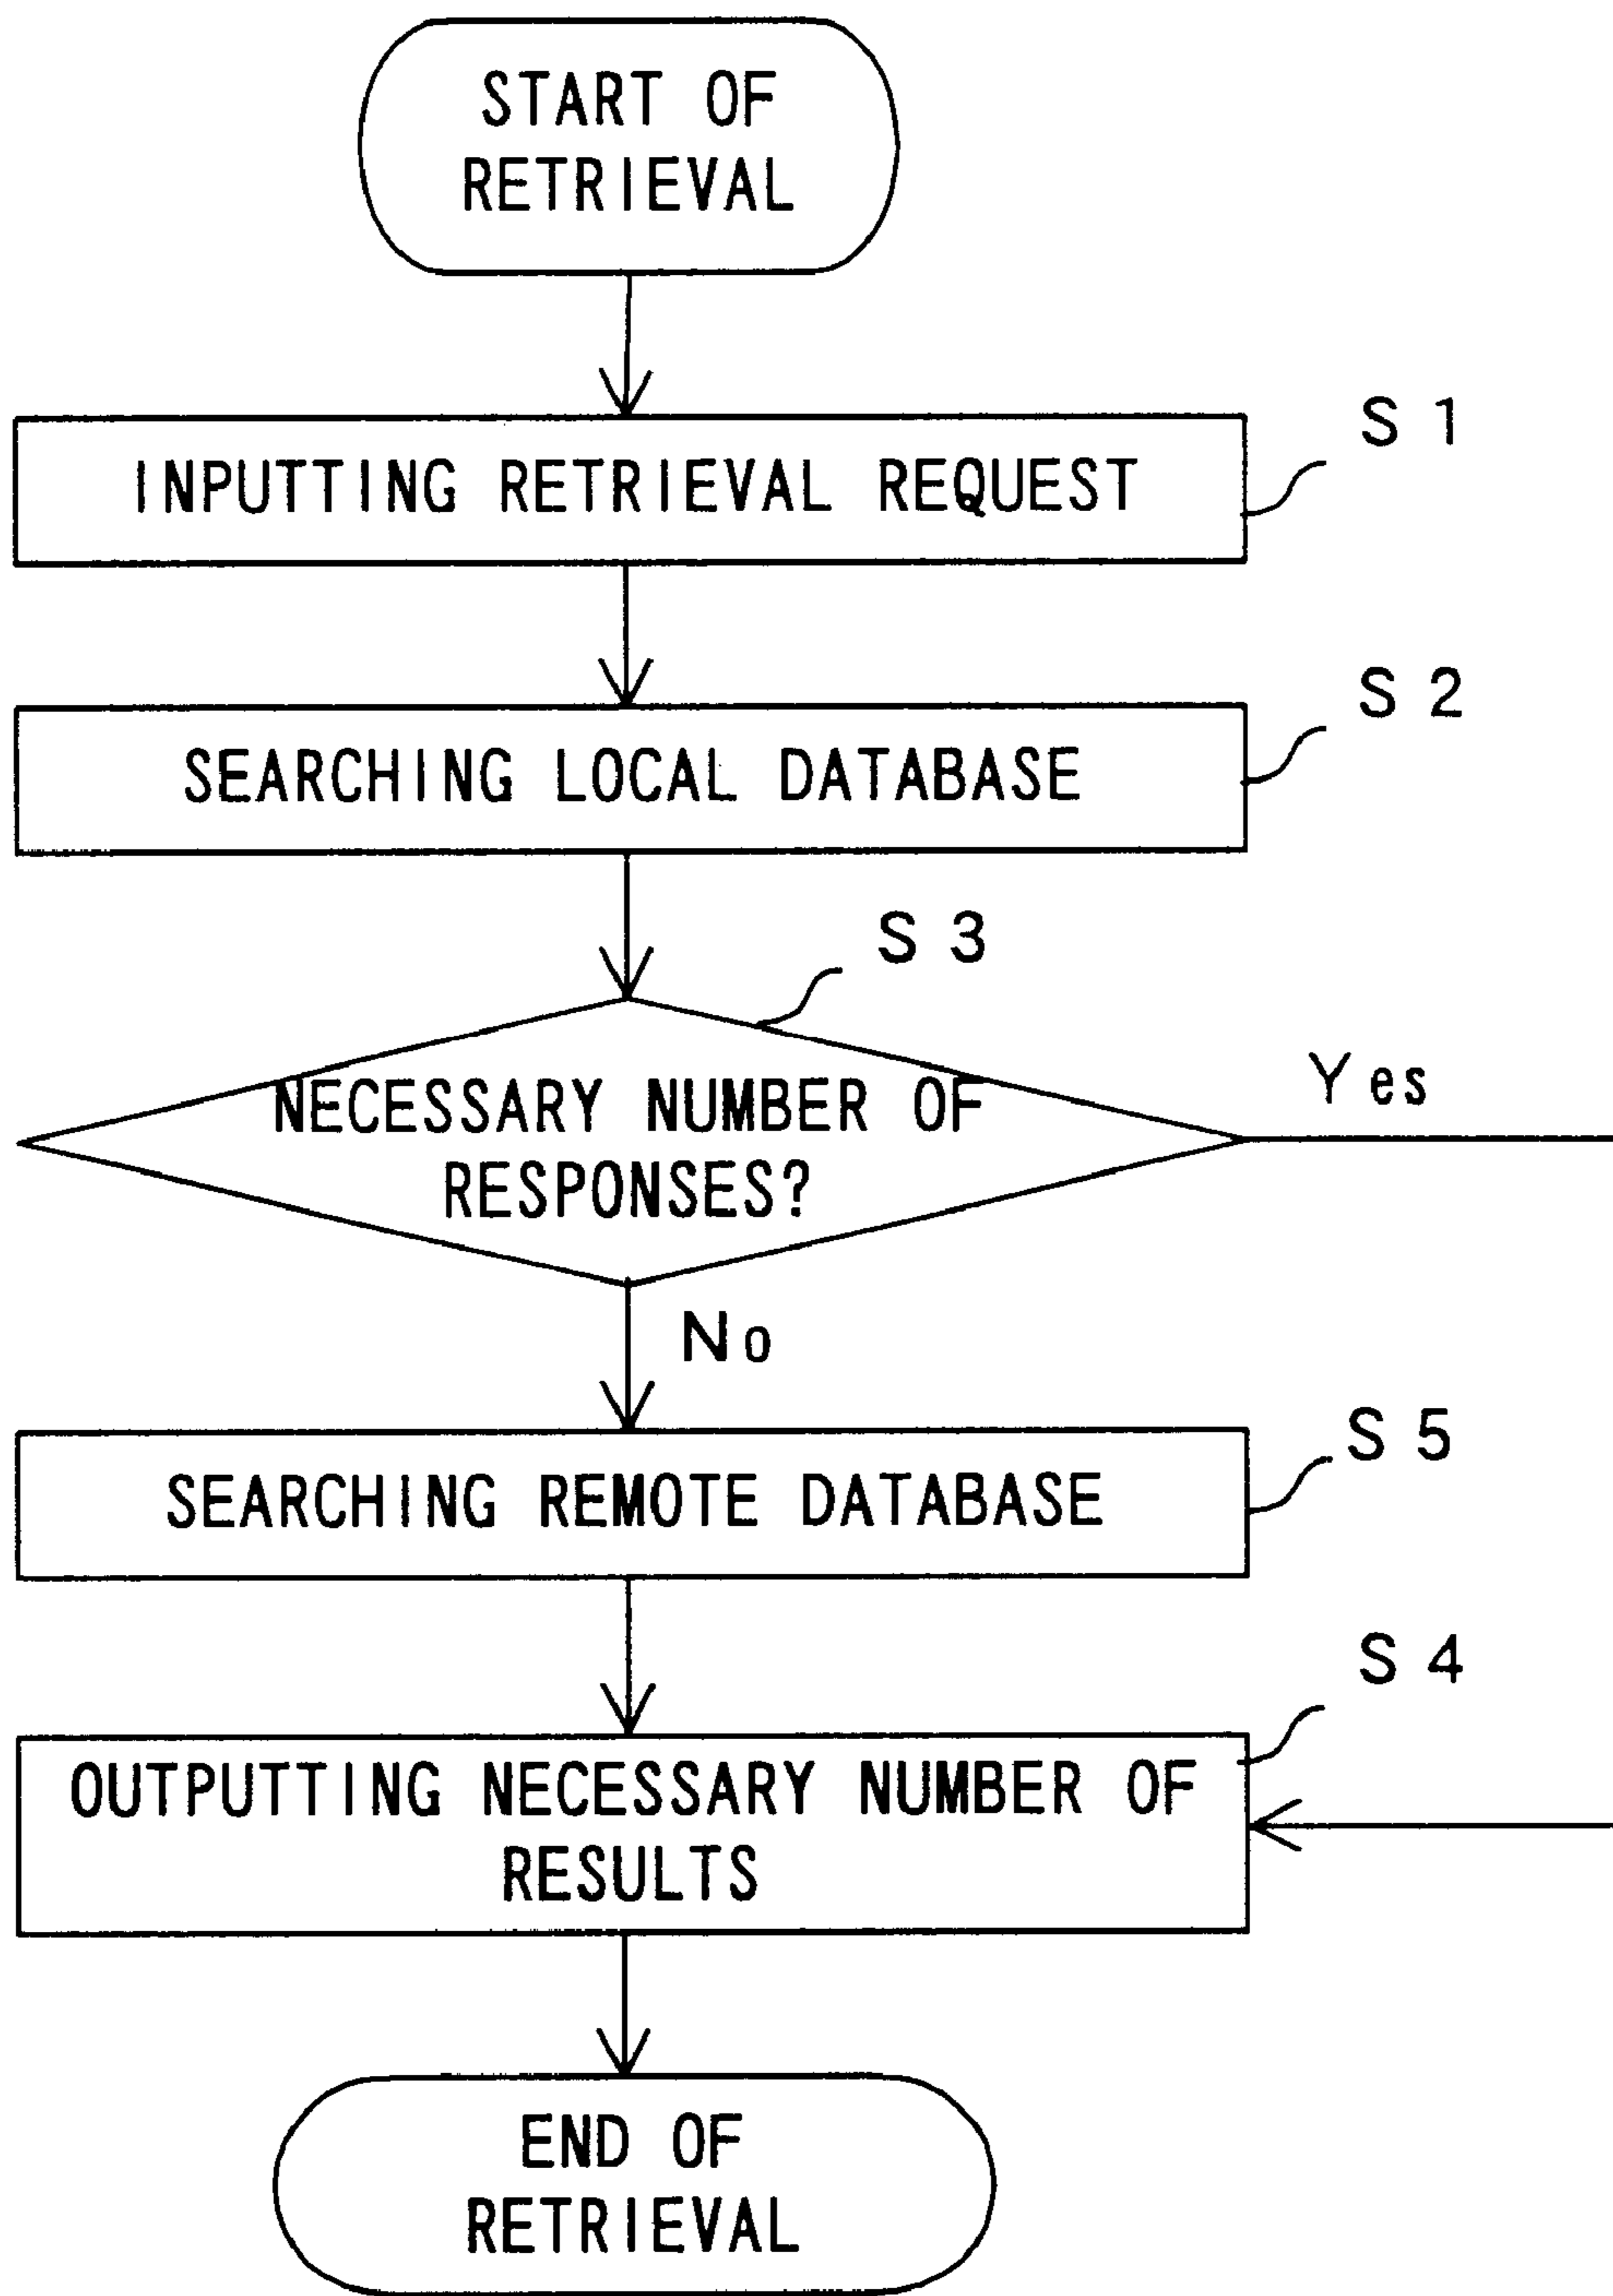 START OF
RETRIEVAL
S 1
INPUTTING RETRIEVAL REQUEST
S 2
SEARCHING LOCAL DATABASE
S 3
NECESSARY NUMBER OF
RESPONSES?
Yes
No
S 5
SEARCHING REMOTE DATABASE
S 4
OUTPUTTING NECESSARY NUMBER OF
RESULTS
END OF
RETRIEVAL